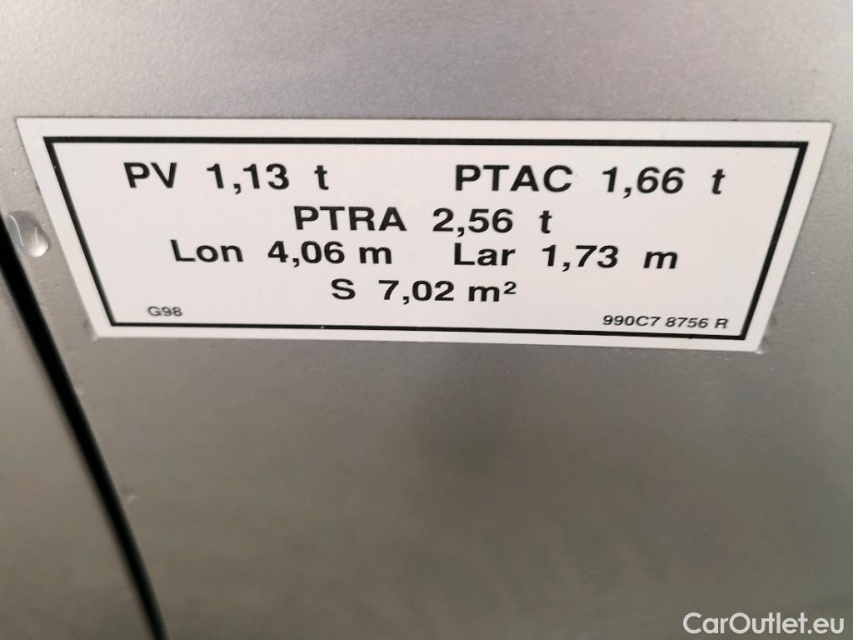 PV 1,13 t PTAC 1,66 t
PTRA 2,56 t
Lon 4,06 m Lar 1,73 m
S 7,02 m²
G98 990C7 8756 R
CarOutlet.eu